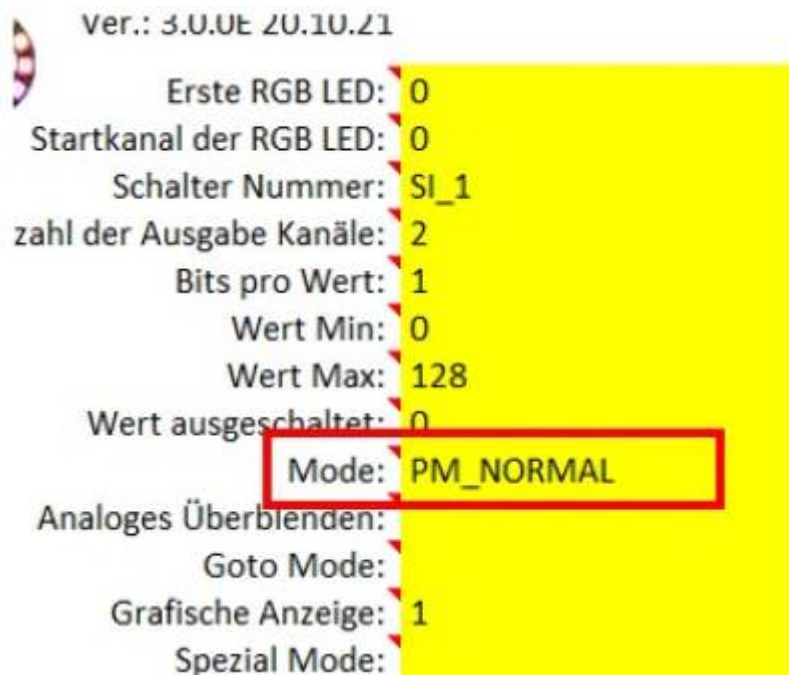 Ver.: 3.0.0E 20.10.21
Erste RGB LED: 0
Startkanal der RGB LED: 0
Schalter Nummer: SI_1
zahl der Ausgabe Kanäle: 2
Bits pro Wert: 1
Wert Min: 0
Wert Max: 128
Wert ausgeschaltet: 0
Mode: PM_NORMAL
Analoges Überblenden:
Goto Mode:
Grafische Anzeige: 1
Spezial Mode: